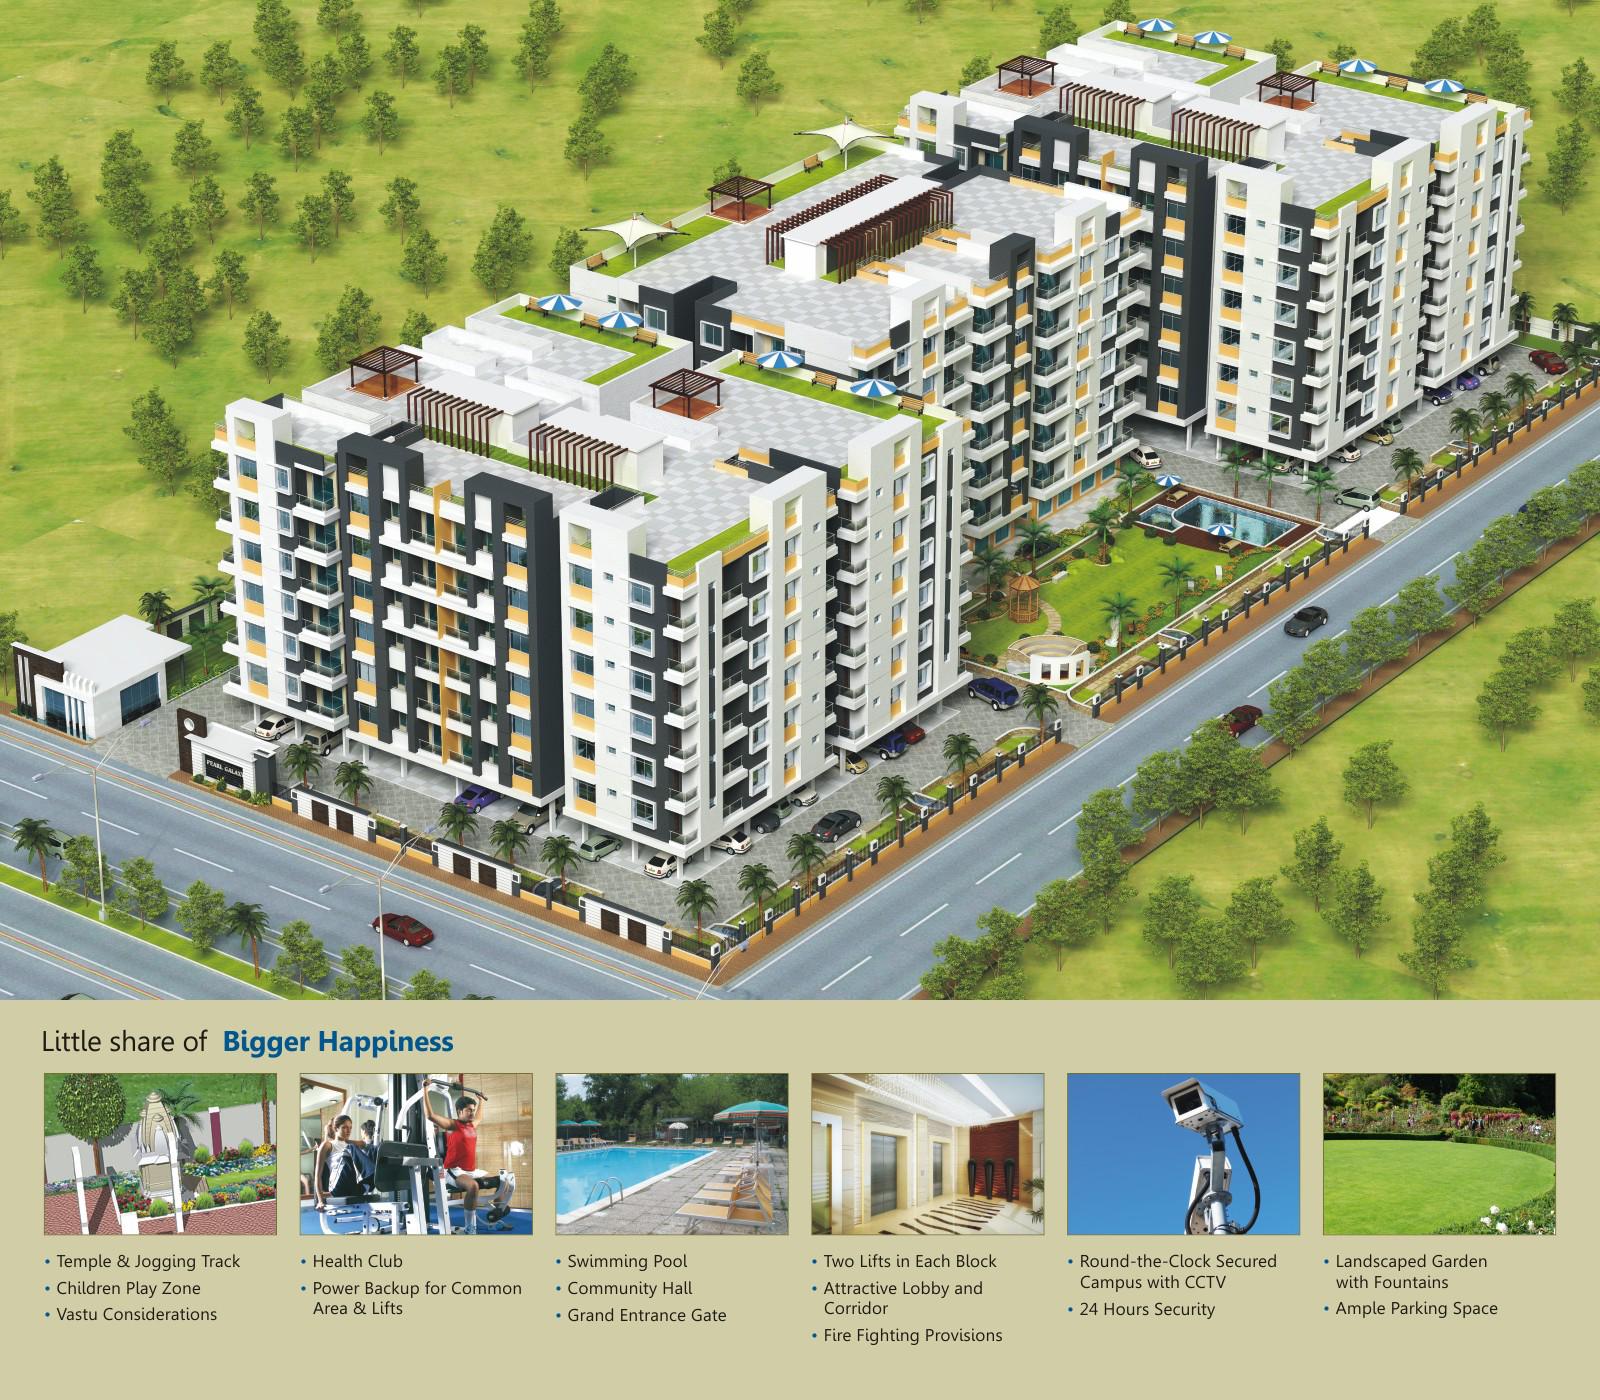 PEARL GALAXY
Little share of Bigger Happiness
• Temple & Jogging Track
• Children Play Zone
• Vastu Considerations
• Health Club
• Power Backup for Common
Area & Lifts
• Swimming Pool
• Community Hall
• Grand Entrance Gate
• Two Lifts in Each Block
• Attractive Lobby and
Corridor
• Fire Fighting Provisions
• Round-the-Clock Secured
Campus with CCTV
• 24 Hours Security
• Landscaped Garden
with Fountains
• Ample Parking Space